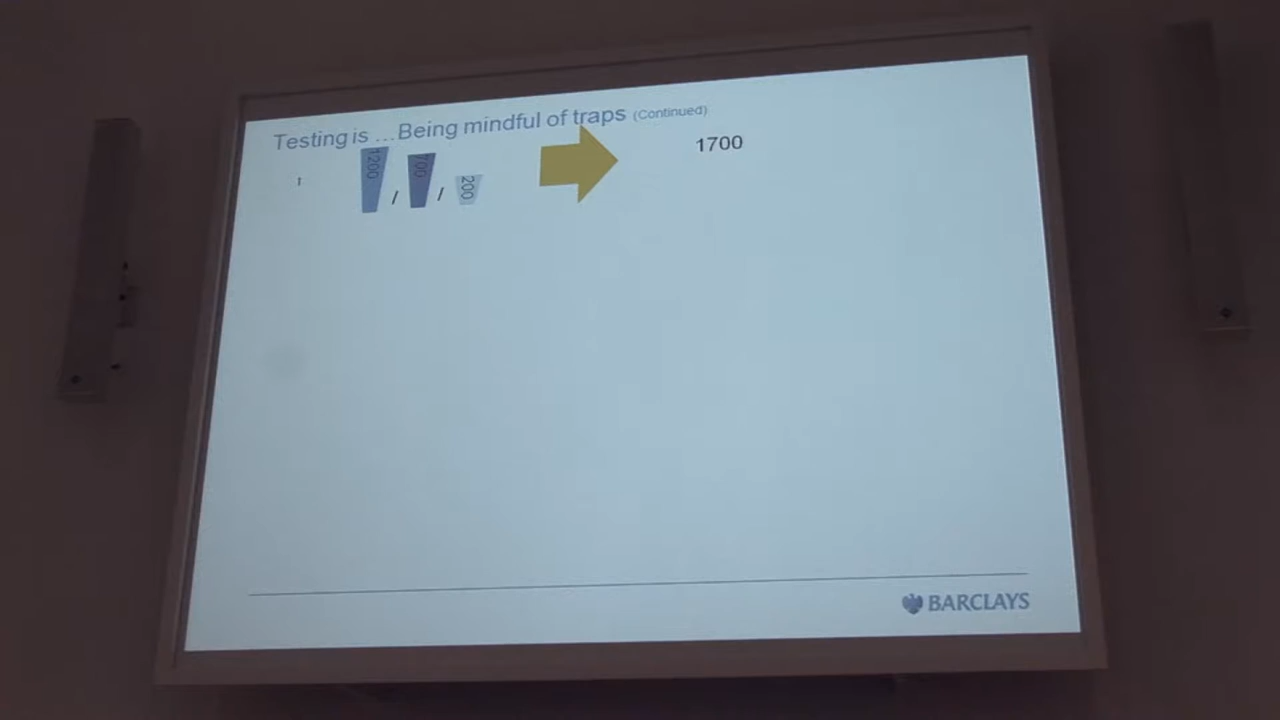 Testing is ... Being mindful of traps (Continued)
1200 / 700 / 200
1700
BARCLAYS